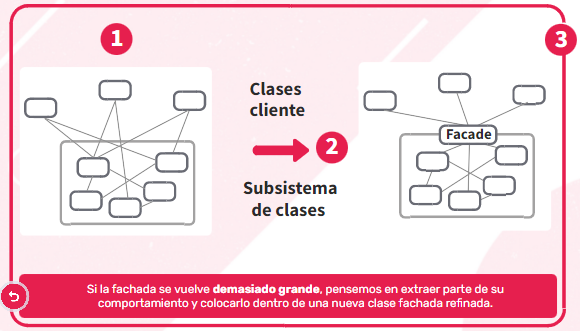 1
3
Clases
cliente
2
Facade
Subsistema
de clases
Si la fachada se vuelve demasiado grande, pensemos en extraer parte de su
comportamiento y colocarlo dentro de una nueva clase fachada refinada.